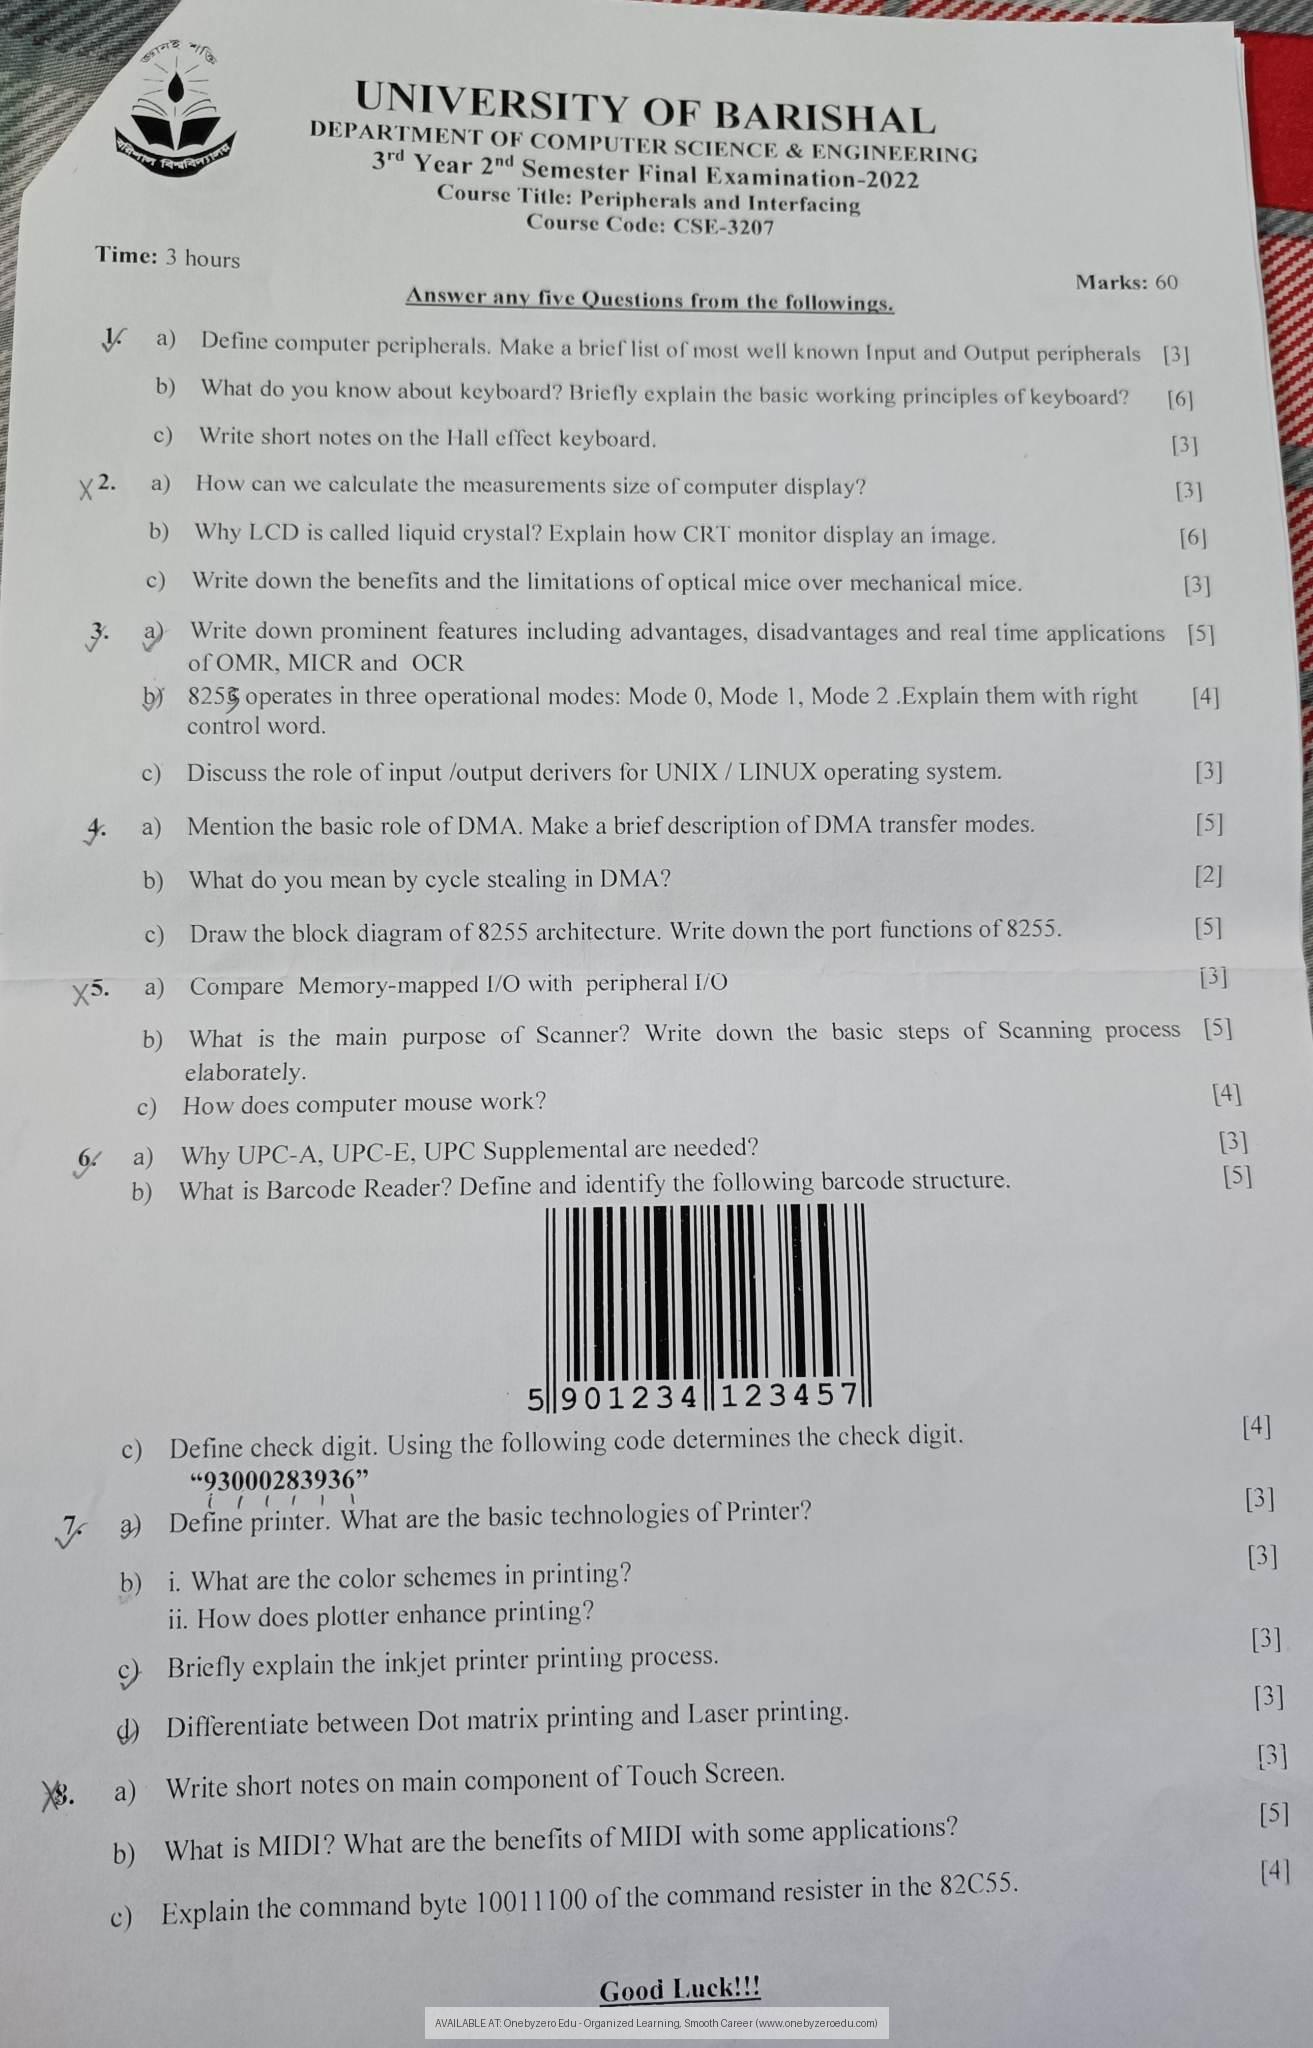 জ্ঞানই শক্তি
বরিশাল বিশ্ববিদ্যালয়
UNIVERSITY OF BARISHAL
DEPARTMENT OF COMPUTER SCIENCE & ENGINEERING
3rd Year 2nd Semester Final Examination-2022
Course Title: Peripherals and Interfacing
Course Code: CSE-3207
Time: 3 hours
Marks: 60
Answer any five Questions from the followings.
1. a) Define computer peripherals. Make a brief list of most well known Input and Output peripherals [3]
b) What do you know about keyboard? Briefly explain the basic working principles of keyboard? [6]
c) Write short notes on the Hall effect keyboard. [3]
2. a) How can we calculate the measurements size of computer display? [3]
b) Why LCD is called liquid crystal? Explain how CRT monitor display an image. [6]
c) Write down the benefits and the limitations of optical mice over mechanical mice. [3]
3. a) Write down prominent features including advantages, disadvantages and real time applications [5]
of OMR, MICR and OCR
b) 8255 operates in three operational modes: Mode 0, Mode 1, Mode 2 .Explain them with right [4]
control word.
c) Discuss the role of input /output derivers for UNIX / LINUX operating system. [3]
4. a) Mention the basic role of DMA. Make a brief description of DMA transfer modes. [5]
b) What do you mean by cycle stealing in DMA? [2]
c) Draw the block diagram of 8255 architecture. Write down the port functions of 8255. [5]
5. a) Compare Memory-mapped I/O with peripheral I/O [3]
b) What is the main purpose of Scanner? Write down the basic steps of Scanning process [5]
elaborately.
c) How does computer mouse work? [4]
6. a) Why UPC-A, UPC-E, UPC Supplemental are needed? [3]
b) What is Barcode Reader? Define and identify the following barcode structure. [5]
5 901234 123457
c) Define check digit. Using the following code determines the check digit. [4]
“93000283936”
7. a) Define printer. What are the basic technologies of Printer? [3]
b) i. What are the color schemes in printing? [3]
ii. How does plotter enhance printing?
c) Briefly explain the inkjet printer printing process. [3]
d) Differentiate between Dot matrix printing and Laser printing. [3]
8. a) Write short notes on main component of Touch Screen. [3]
b) What is MIDI? What are the benefits of MIDI with some applications? [5]
c) Explain the command byte 10011100 of the command resister in the 82C55. [4]
Good Luck!!!
AVAILABLE AT: Onebyzero Edu - Organized Learning, Smooth Career (www.onebyzeroedu.com)